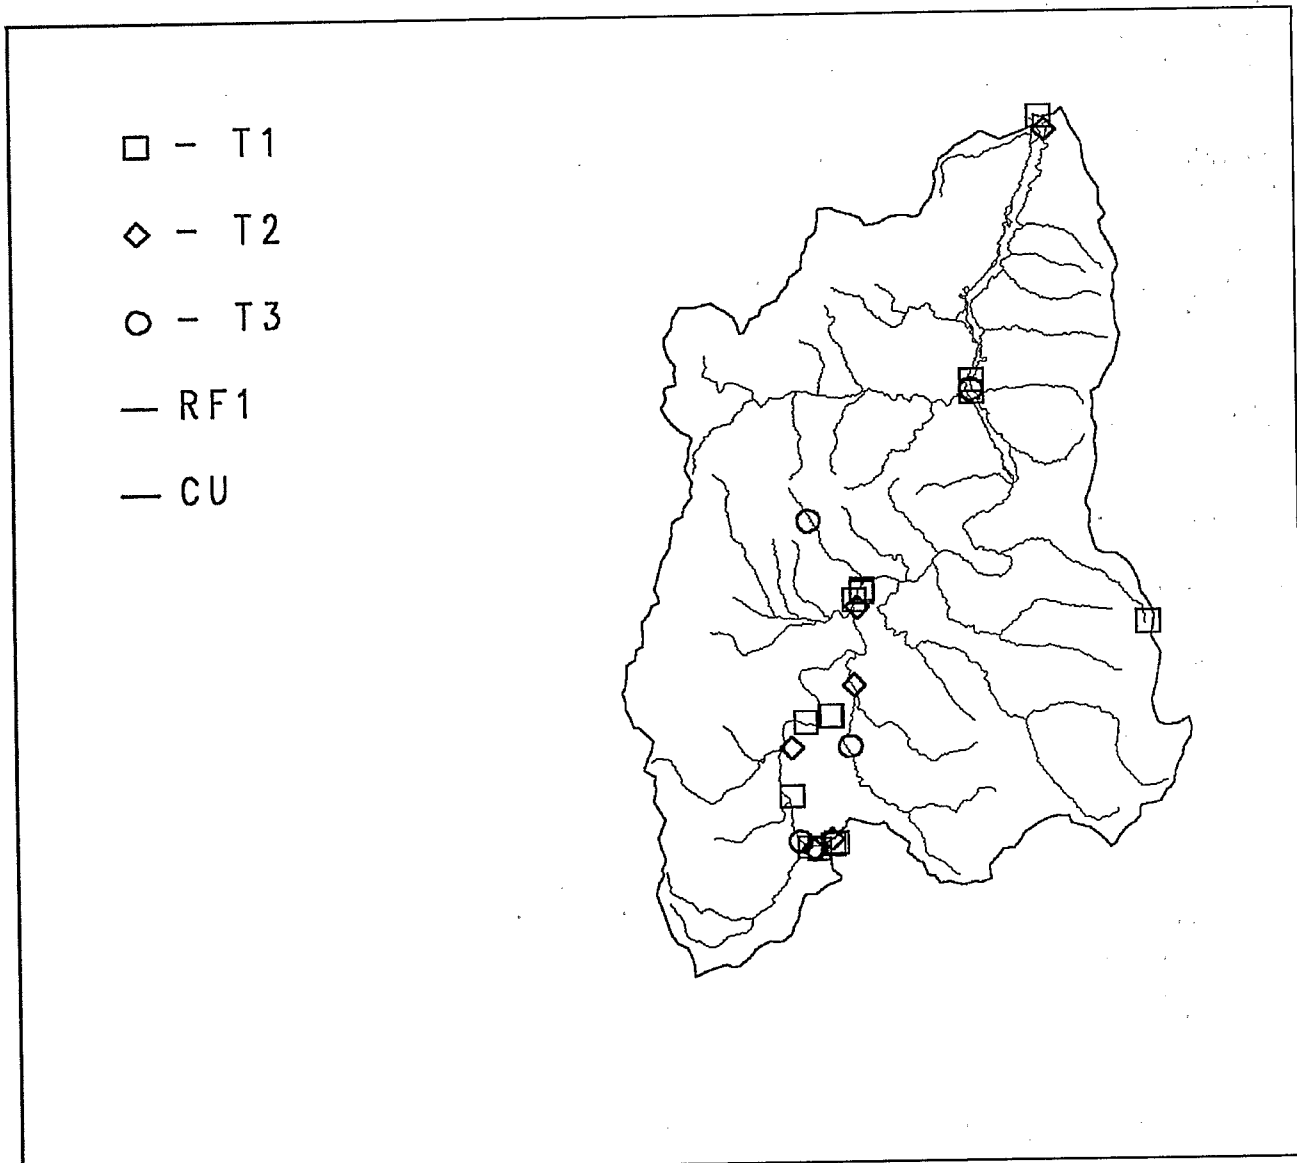 □ – T1
◇ – T2
○ – T3
— RF1
— CU